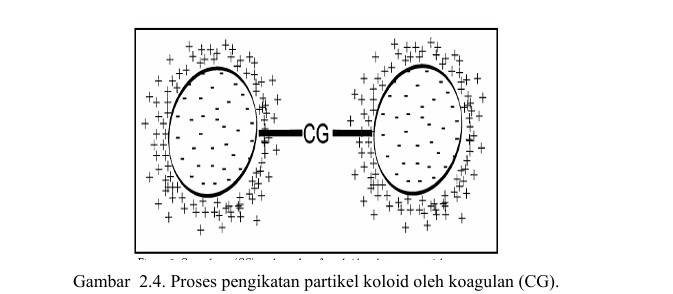 CG
Gambar 2.4. Proses pengikatan partikel koloid oleh koagulan (CG).